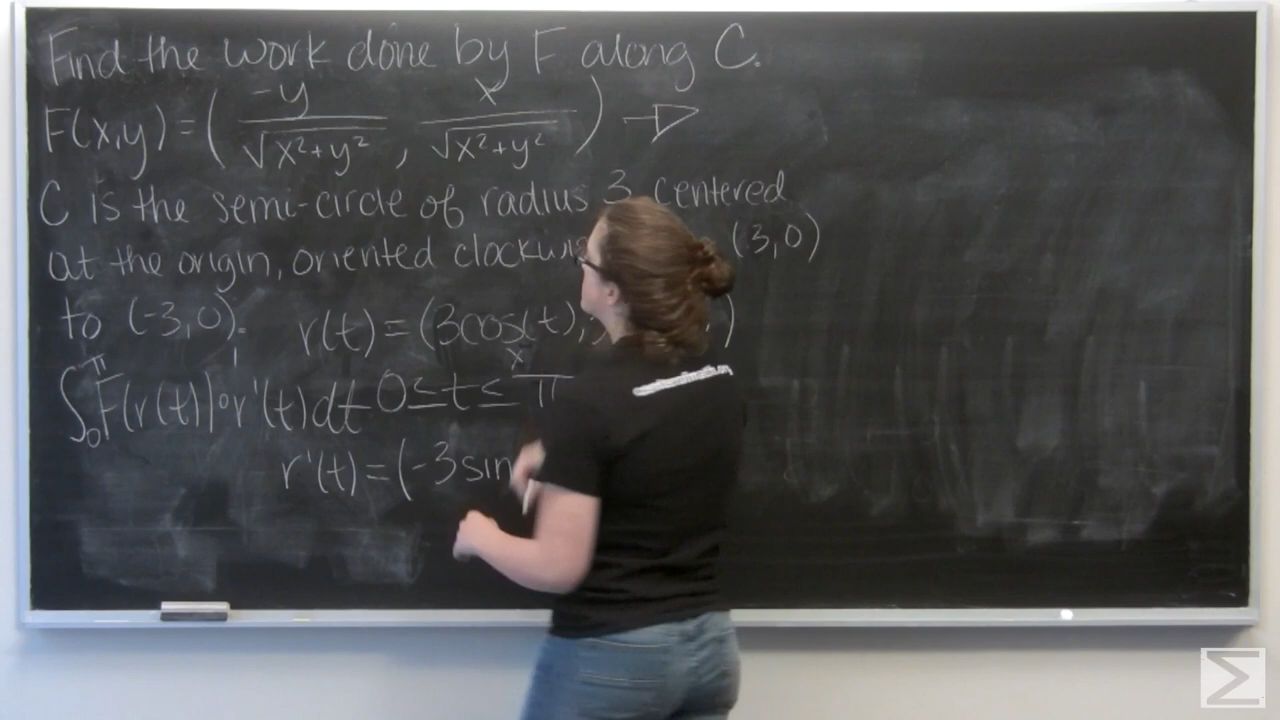 Find the work done by F along C.
F(x,y) = ( -y / √x²+y² , x / √x²+y² ) →
C is the semi-circle of radius 3 centered
at the origin, oriented (3,0)
to (-3,0). r(t) = (3cos(t), )
x
∫₀^π F(r(t)) ∘ r'(t) dt 0 ≤ t ≤ π
r'(t) = (-3sin
Σ